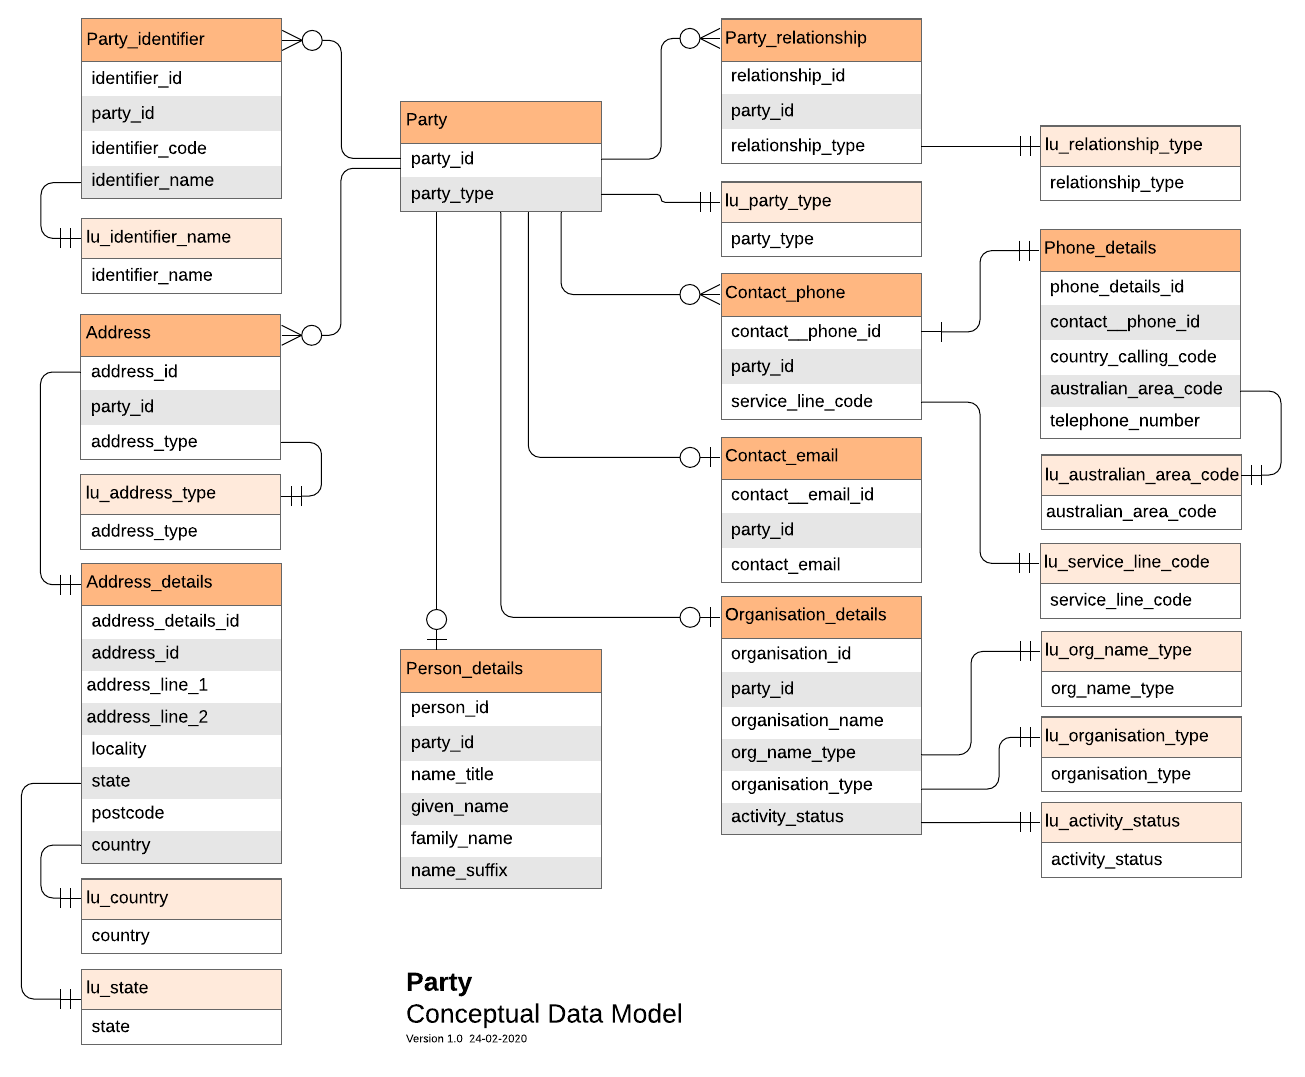 Party_identifier
identifier_id
party_id
identifier_code
identifier_name
lu_identifier_name
identifier_name
Address
address_id
party_id
address_type
lu_address_type
address_type
Address_details
address_details_id
address_id
address_line_1
address_line_2
locality
state
postcode
country
lu_country
country
lu_state
state
Party
party_id
party_type
Person_details
person_id
party_id
name_title
given_name
family_name
name_suffix
Party_relationship
relationship_id
party_id
relationship_type
lu_party_type
party_type
Contact_phone
contact__phone_id
party_id
service_line_code
Contact_email
contact__email_id
party_id
contact_email
Organisation_details
organisation_id
party_id
organisation_name
org_name_type
organisation_type
activity_status
lu_relationship_type
relationship_type
Phone_details
phone_details_id
contact__phone_id
country_calling_code
australian_area_code
telephone_number
lu_australian_area_code
australian_area_code
lu_service_line_code
service_line_code
lu_org_name_type
org_name_type
lu_organisation_type
organisation_type
lu_activity_status
activity_status
Party
Conceptual Data Model
Version 1.0 24-02-2020